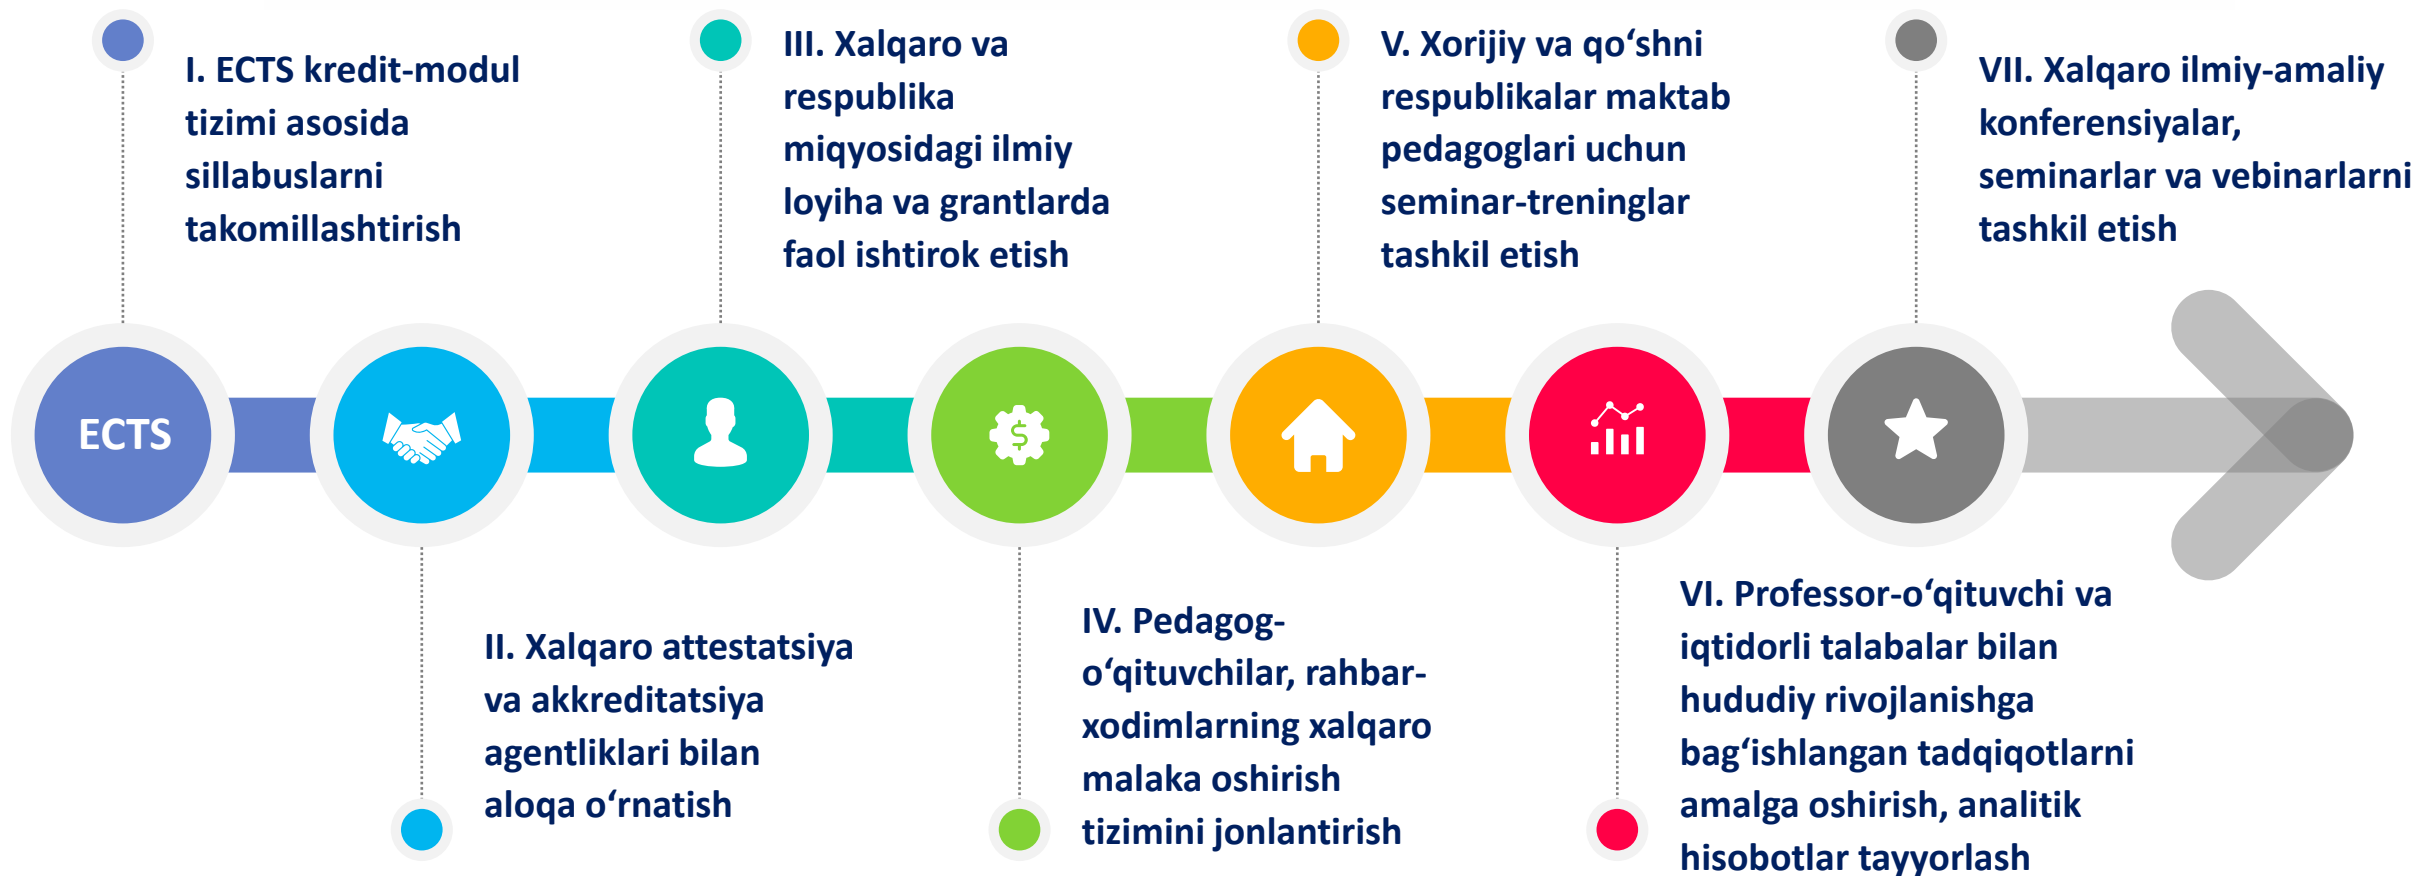 I. ECTS kredit-modul
tizimi asosida
sillabuslarni
takomillashtirish
III. Xalqaro va
respublika
miqyosidagi ilmiy
loyiha va grantlarda
faol ishtirok etish
V. Xorijiy va qo‘shni
respublikalar maktab
pedagoglari uchun
seminar-treninglar
tashkil etish
VII. Xalqaro ilmiy-amaliy
konferensiyalar,
seminarlar va vebinarlarni
tashkil etish
ECTS
$
II. Xalqaro attestatsiya
va akkreditatsiya
agentliklari bilan
aloqa o‘rnatish
IV. Pedagog-
o‘qituvchilar, rahbar-
xodimlarning xalqaro
malaka oshirish
tizimini jonlantirish
VI. Professor-o‘qituvchi va
iqtidorli talabalar bilan
hududiy rivojlanishga
bag‘ishlangan tadqiqotlarni
amalga oshirish, analitik
hisobotlar tayyorlash